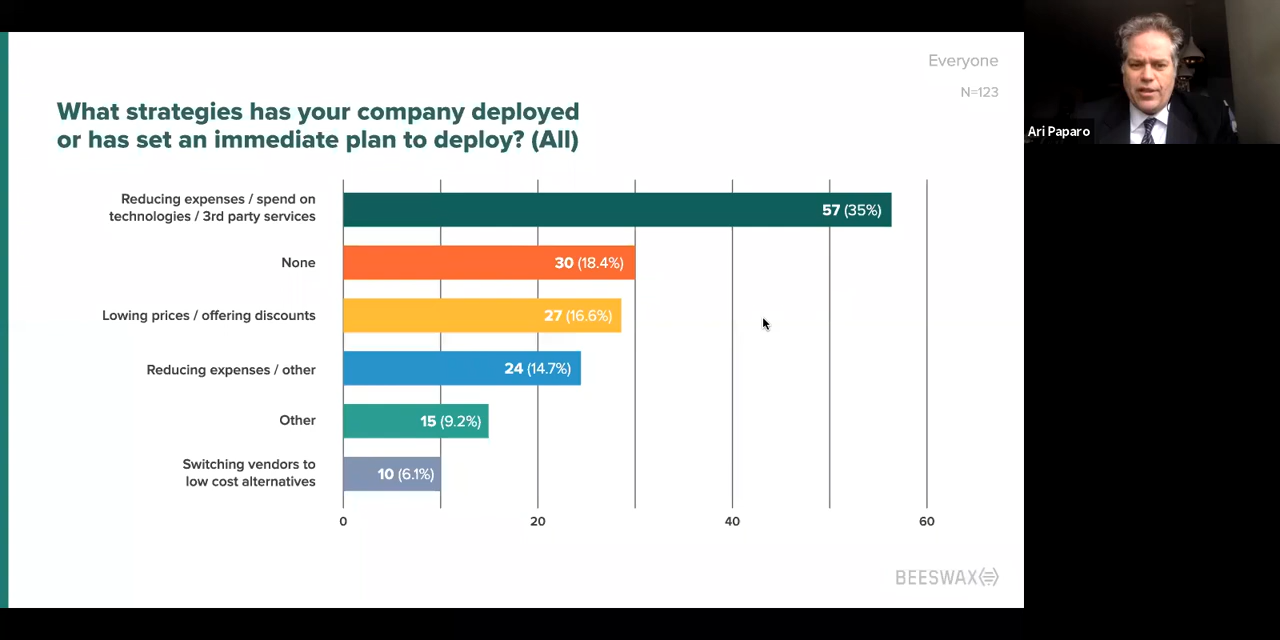 Everyone
N=123
What strategies has your company deployed
or has set an immediate plan to deploy? (All)
Reducing expenses / spend on
technologies / 3rd party services
57 (35%)
None
30 (18.4%)
Lowing prices / offering discounts
27 (16.6%)
Reducing expenses / other
24 (14.7%)
Other
15 (9.2%)
Switching vendors to
low cost alternatives
10 (6.1%)
0 20 40 60
BEESWAX
Ari Paparo